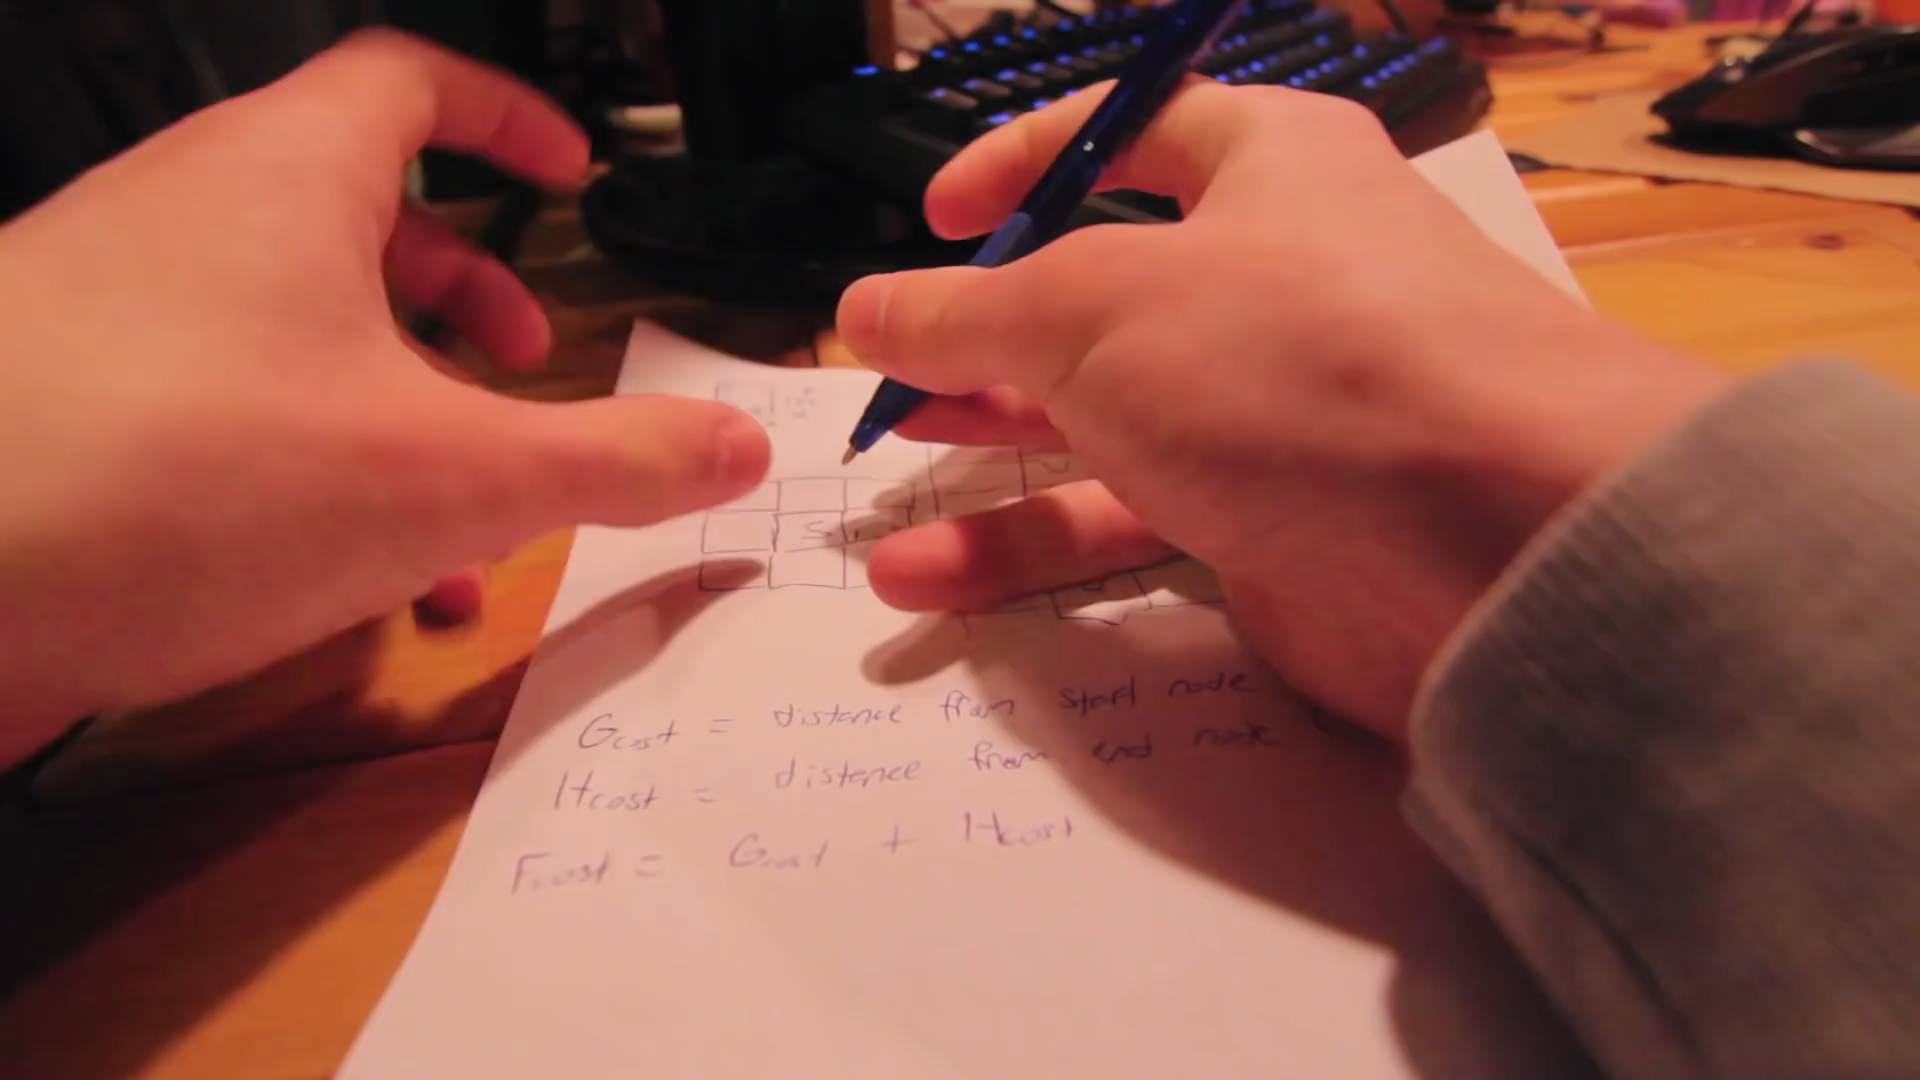 S
Gcost = distance from start node
Hcost = distance from end node
Fcost = Gcost + Hcost